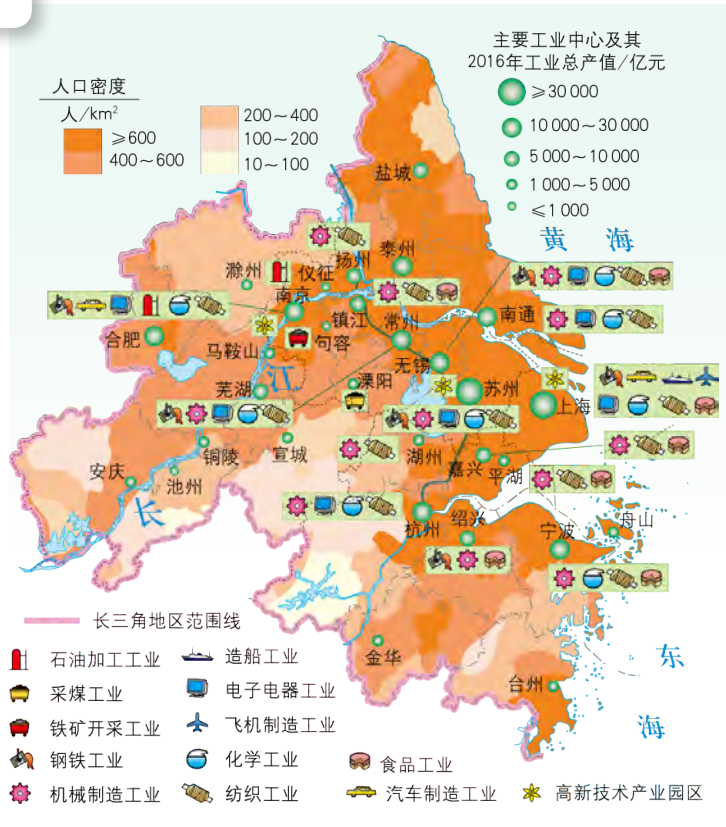 人口密度
人/km²
≥600
400～600
200～400
100～200
10～100
主要工业中心及其
2016年工业总产值/亿元
≥30 000
10 000～30 000
5 000～10 000
1 000～5 000
≤1 000
盐城
黄 海
泰州
扬州
滁州
仪征
南京
镇江
常州
南通
合肥
句容
马鞍山
无锡
江
溧阳
苏州
芜湖
上海
铜陵
宣城
湖州
嘉兴
平湖
安庆
池州
长
杭州
绍兴
宁波
舟山
长三角地区范围线
金华
东
台州
海
石油加工工业
造船工业
采煤工业
电子电器工业
铁矿开采工业
飞机制造工业
钢铁工业
化学工业
食品工业
机械制造工业
纺织工业
汽车制造工业
高新技术产业园区